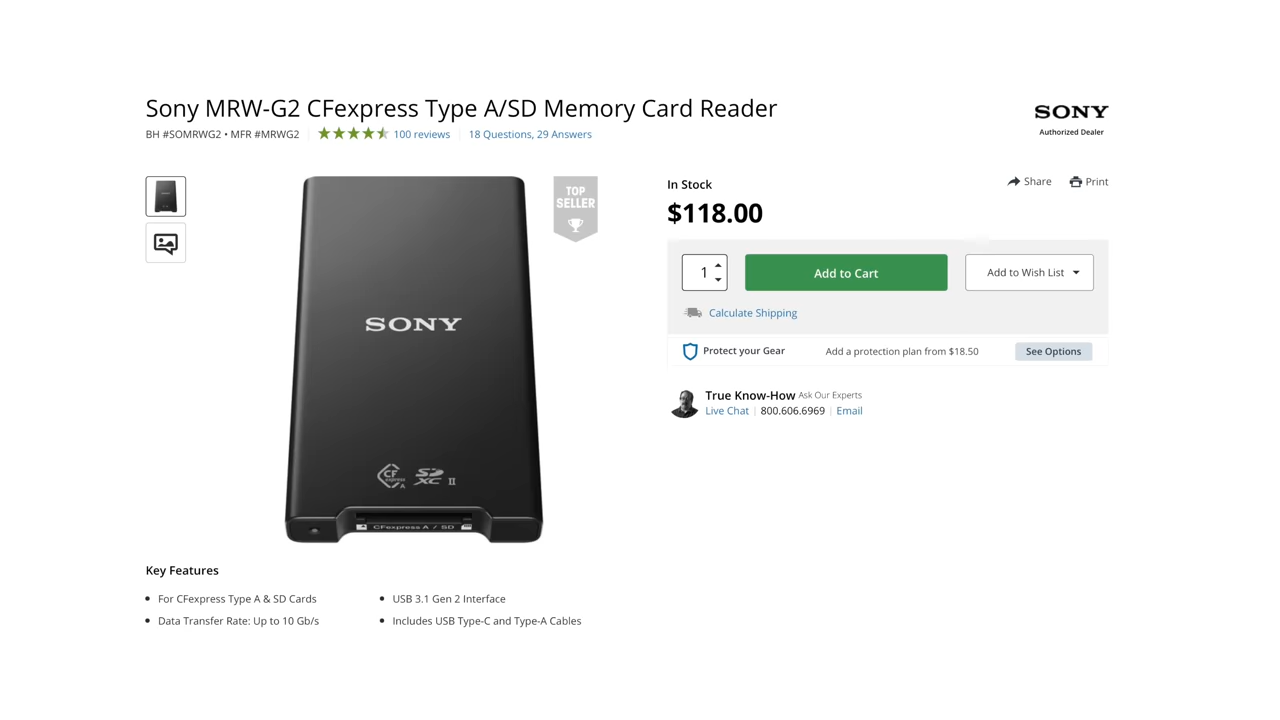 Sony MRW-G2 CFexpress Type A/SD Memory Card Reader
BH #SOMRWG2 • MFR #MRWG2
100 reviews
18 Questions, 29 Answers
SONY
Authorized Dealer
TOP
SELLER
SONY
CF
express
A
SD
XC II
CFexpress A / SD
In Stock
Share
Print
$118.00
1
Add to Cart
Add to Wish List
Calculate Shipping
Protect your Gear
Add a protection plan from $18.50
See Options
True Know-How Ask Our Experts
Live Chat | 800.606.6969 | Email
Key Features
• For CFexpress Type A & SD Cards
• Data Transfer Rate: Up to 10 Gb/s
• USB 3.1 Gen 2 Interface
• Includes USB Type-C and Type-A Cables